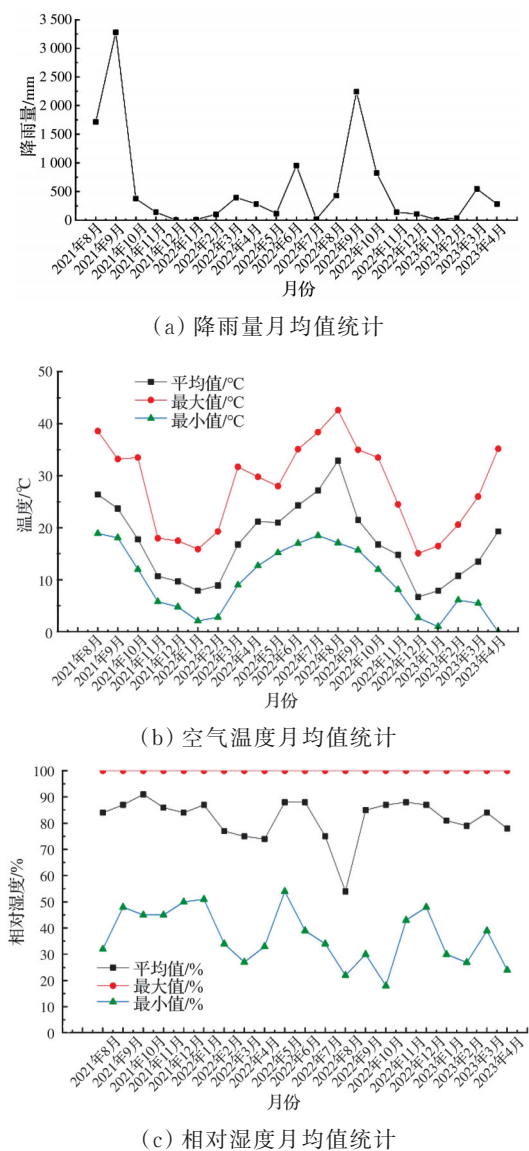 3 500
3 000
2 500
2 000
1 500
1 000
500
0
降雨量/mm
2021年8月
2021年9月
2021年10月
2021年11月
2021年12月
2022年1月
2022年2月
2022年3月
2022年4月
2022年5月
2022年6月
2022年7月
2022年8月
2022年9月
2022年10月
2022年11月
2022年12月
2023年1月
2023年2月
2023年3月
2023年4月
月份
(a) 降雨量月均值统计
50
40
30
20
10
0
温度/℃
平均值/℃
最大值/℃
最小值/℃
2021年8月
2021年9月
2021年10月
2021年11月
2021年12月
2022年1月
2022年2月
2022年3月
2022年4月
2022年5月
2022年6月
2022年7月
2022年8月
2022年9月
2022年10月
2022年11月
2022年12月
2023年1月
2023年2月
2023年3月
2023年4月
月份
(b) 空气温度月均值统计
100
90
80
70
60
50
40
30
20
10
0
相对湿度/%
平均值/%
最大值/%
最小值/%
2021年8月
2021年9月
2021年10月
2021年11月
2021年12月
2022年1月
2022年2月
2022年3月
2022年4月
2022年5月
2022年6月
2022年7月
2022年8月
2022年9月
2022年10月
2022年11月
2022年12月
2023年1月
2023年2月
2023年3月
2023年4月
月份
(c) 相对湿度月均值统计